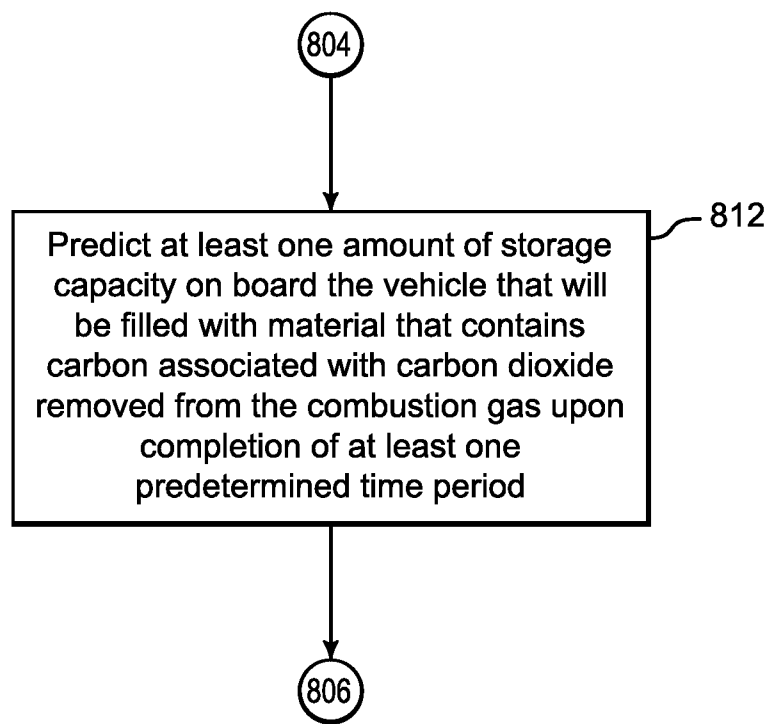 804
812
Predict at least one amount of storage
capacity on board the vehicle that will
be filled with material that contains
carbon associated with carbon dioxide
removed from the combustion gas upon
completion of at least one
predetermined time period
806